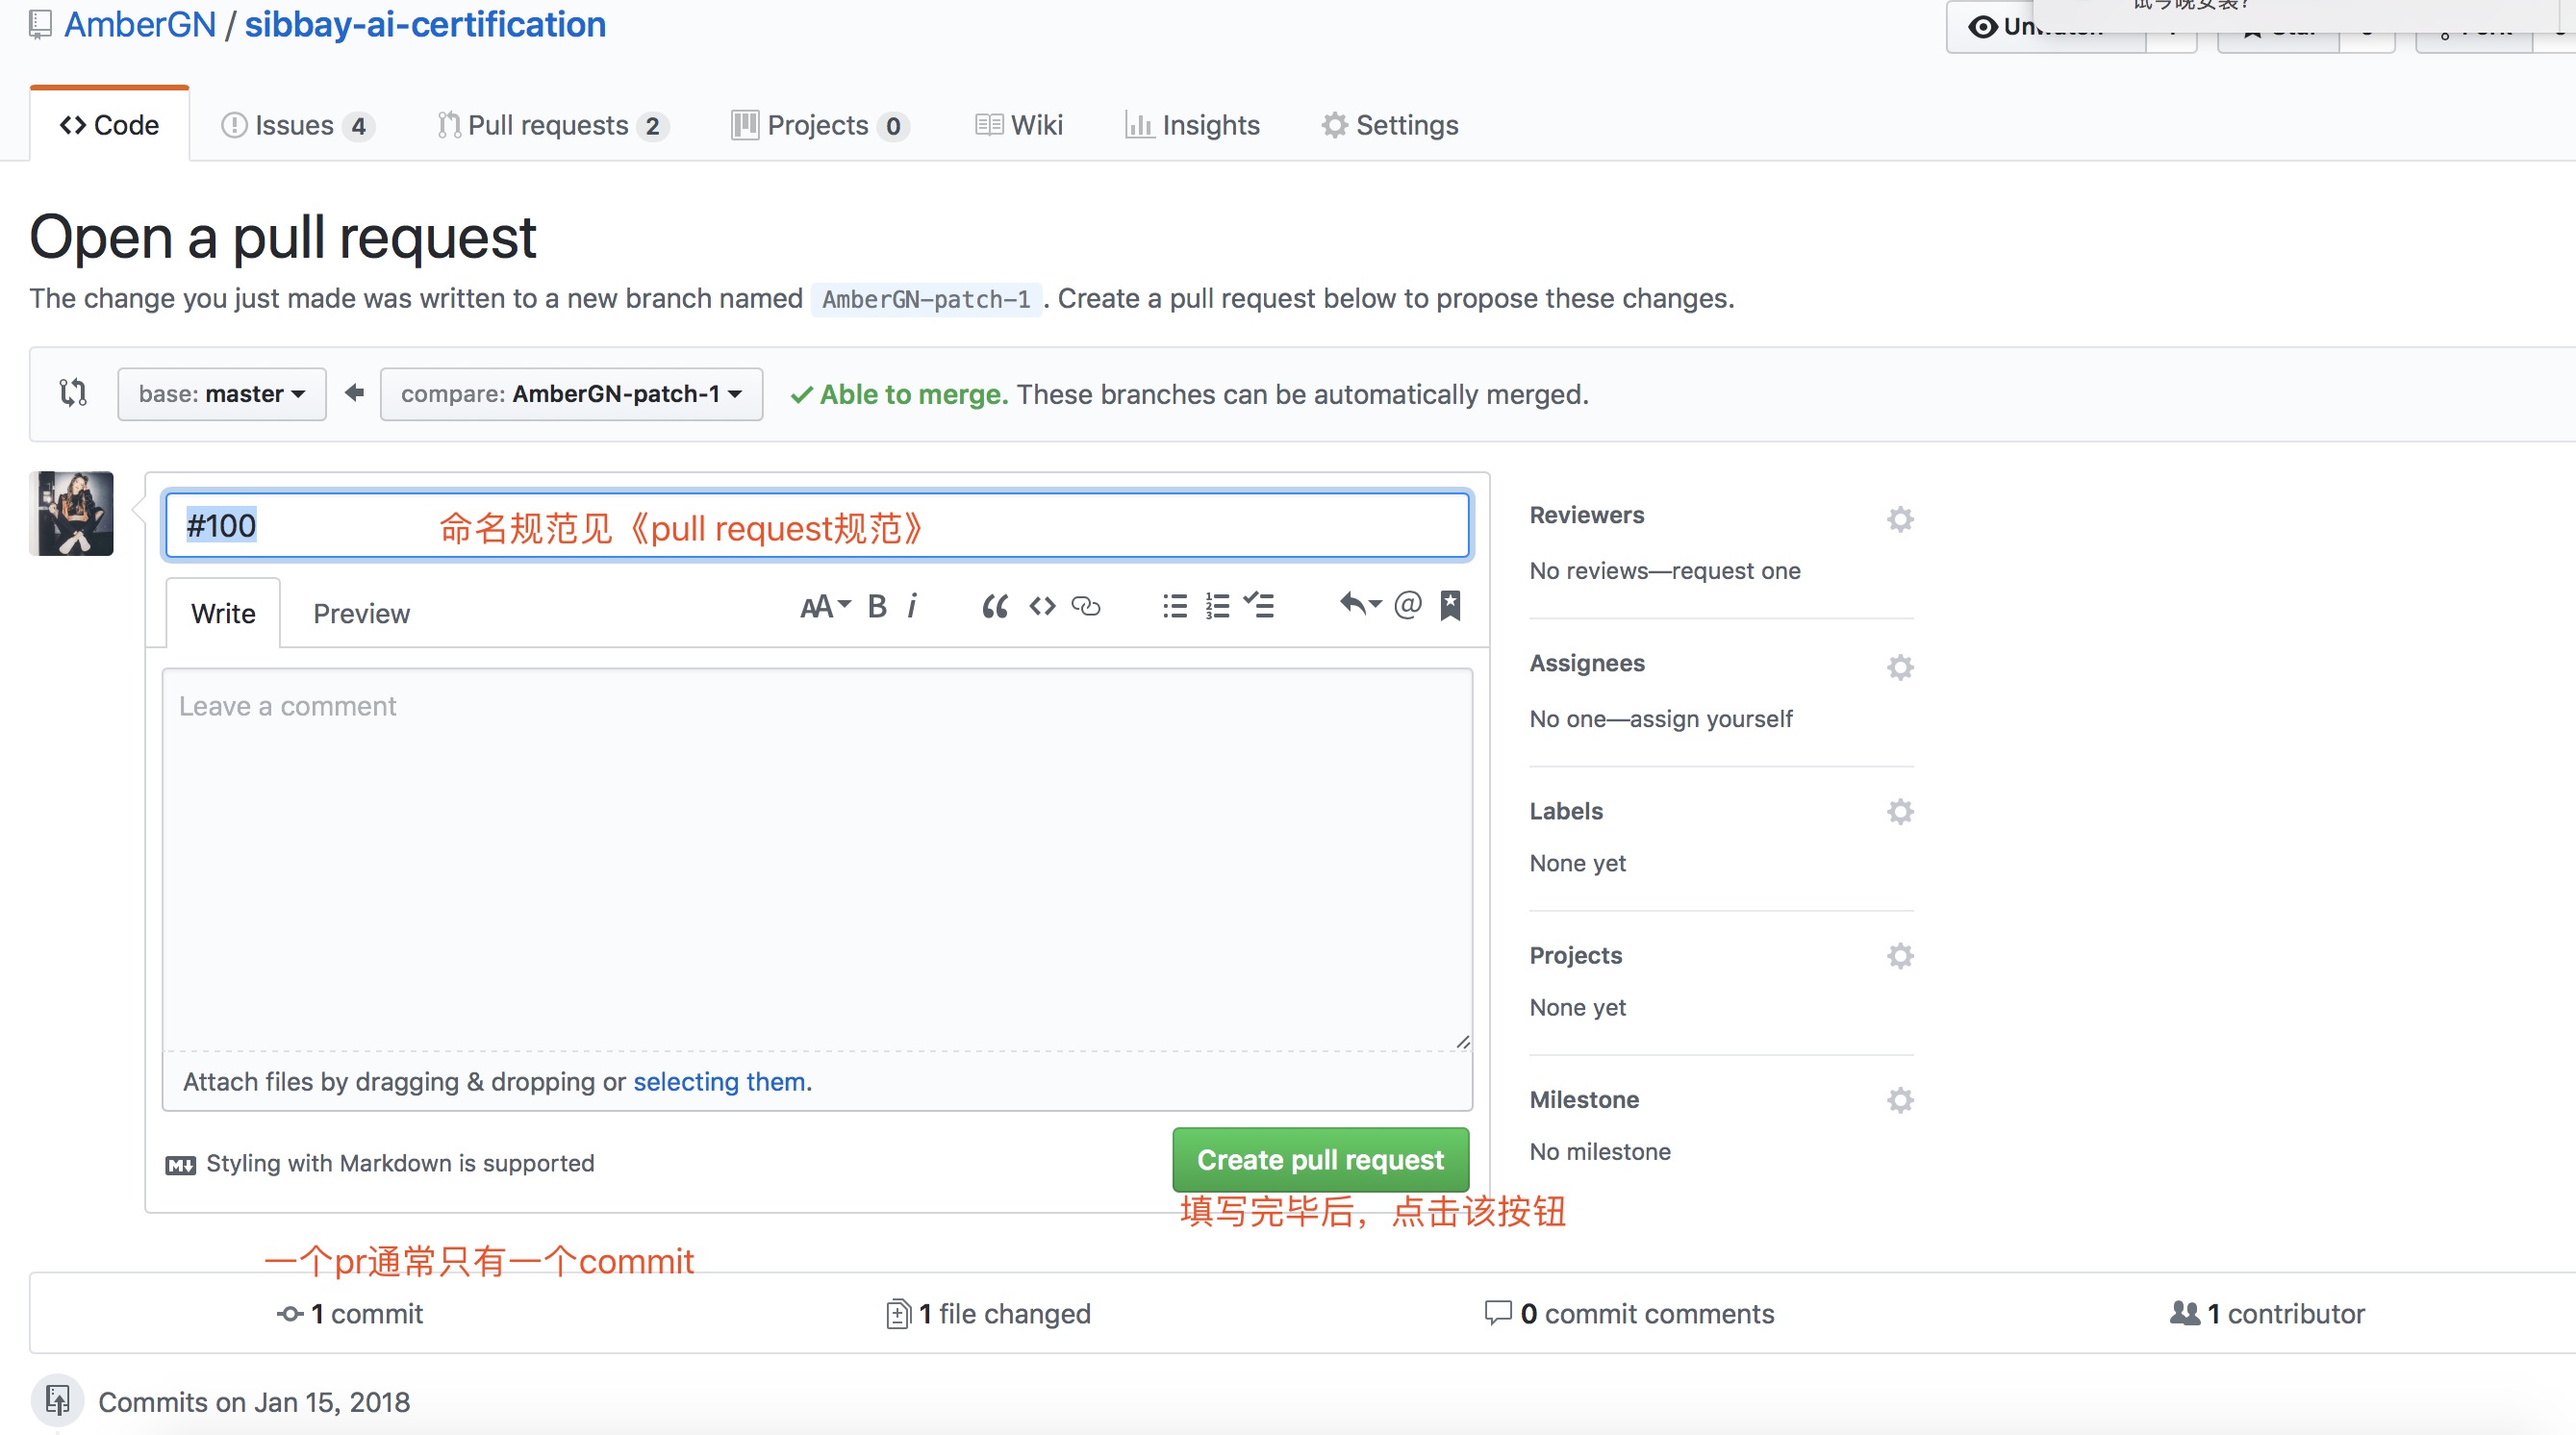 试今晚安装?
AmberGN / sibbay-ai-certification
Code Issues 4 Pull requests 2 Projects 0 Wiki Insights Settings
Open a pull request
The change you just made was written to a new branch named AmberGN-patch-1. Create a pull request below to propose these changes.
base: master compare: AmberGN-patch-1 Able to merge. These branches can be automatically merged.
#100 命名规范见《pull request规范》
Write Preview
Leave a comment
Attach files by dragging & dropping or selecting them.
Styling with Markdown is supported
Create pull request
填写完毕后，点击该按钮
Reviewers
No reviews—request one
Assignees
No one—assign yourself
Labels
None yet
Projects
None yet
Milestone
No milestone
一个pr通常只有一个commit
1 commit 1 file changed 0 commit comments 1 contributor
Commits on Jan 15, 2018